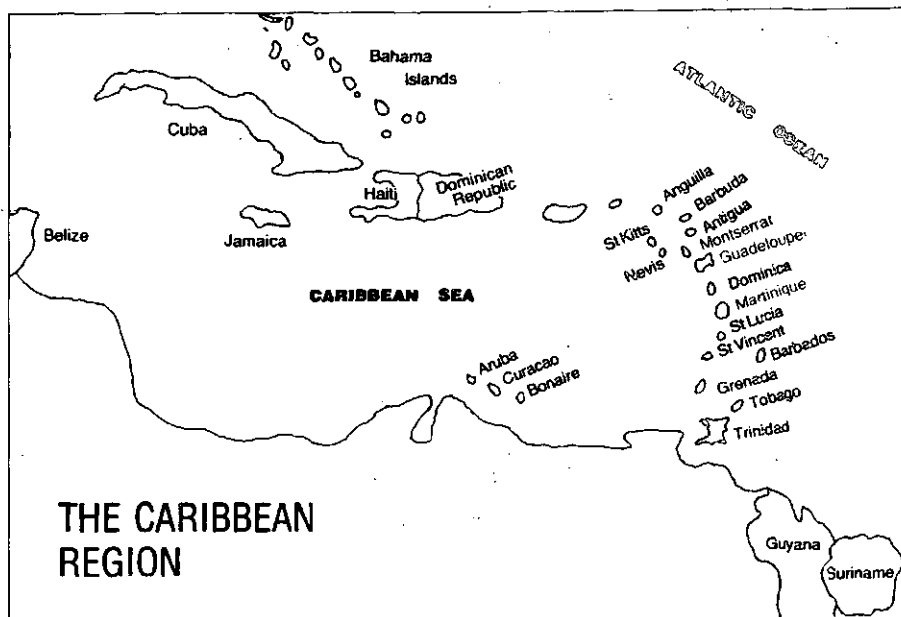 Bahama
Islands
ATLANTIC OCEAN
Cuba
Haiti
Dominican
Republic
Anguilla
Barbuda
Antigua
St Kitts
Montserrat
Nevis
Guadeloupe
Belize
Jamaica
Dominica
CARIBBEAN SEA
Martinique
St Lucia
St Vincent
Barbados
Aruba
Curacao
Bonaire
Grenada
Tobago
Trinidad
THE CARIBBEAN
REGION
Guyana
Suriname